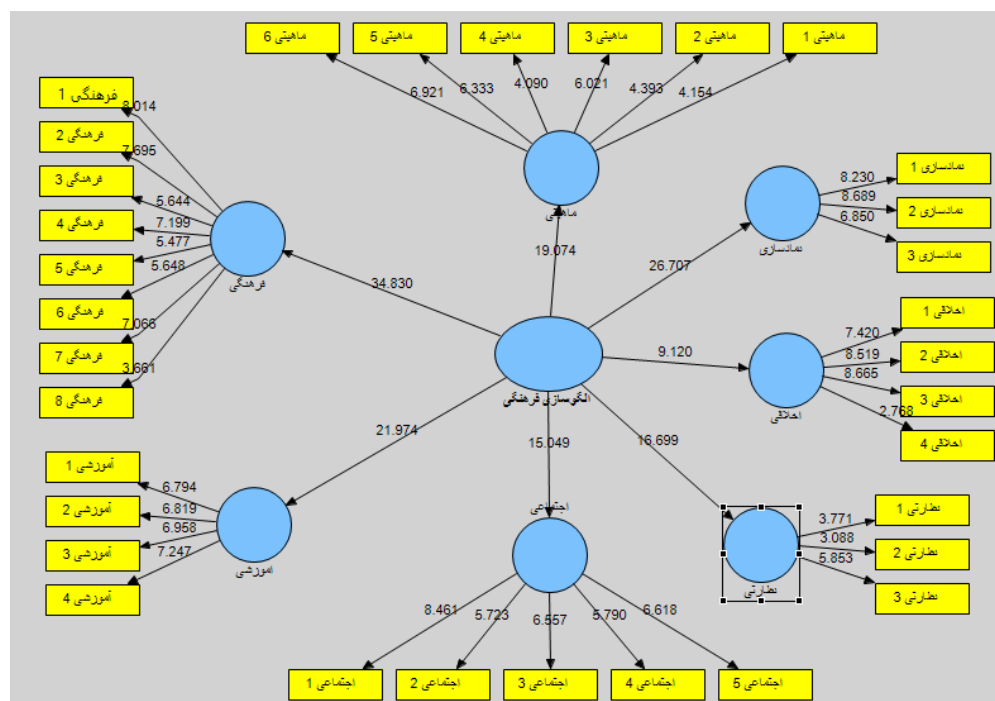 ماهیتی 1
ماهیتی 2
ماهیتی 3
ماهیتی 4
ماهیتی 5
ماهیتی 6
4.154
4.393
6.021
4.090
6.333
6.921
ماهیتی
19.074
فرهنگی 1
فرهنگی 2
فرهنگی 3
فرهنگی 4
فرهنگی 5
فرهنگی 6
فرهنگی 7
فرهنگی 8
8.014
7.695
5.644
7.199
5.477
5.648
7.066
3.661
فرهنگی
34.830
نمادسازی 1
نمادسازی 2
نمادسازی 3
8.230
8.689
6.850
نمادسازی
26.707
اخلاقی 1
اخلاقی 2
اخلاقی 3
اخلاقی 4
7.420
8.519
8.665
2.768
اخلاقی
9.120
الگوسازی فرهنگی
21.974
15.049
16.699
آموزشی 1
آموزشی 2
آموزشی 3
آموزشی 4
6.794
6.819
6.958
7.247
اموزشی
اجتماعی
8.461
5.723
6.557
5.790
6.618
اجتماعی 1
اجتماعی 2
اجتماعی 3
اجتماعی 4
اجتماعی 5
نظارتی 1
نظارتی 2
نظارتی 3
3.771
3.088
5.853
نظارتی